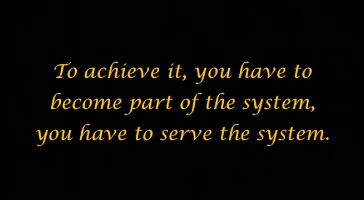 To achieve it, you have to
become part of the system,
you have to serve the system.